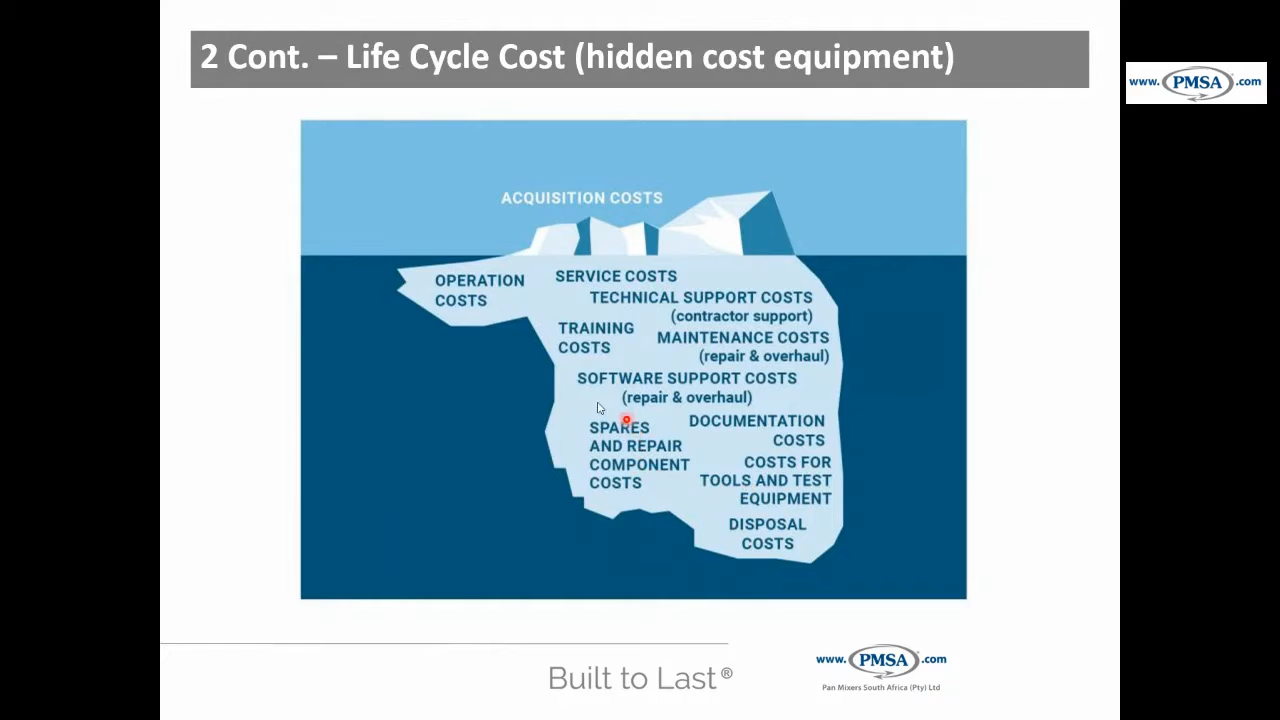 2 Cont. – Life Cycle Cost (hidden cost equipment)
www. PMSA .com
ACQUISITION COSTS
OPERATION
COSTS
SERVICE COSTS
TECHNICAL SUPPORT COSTS
(contractor support)
TRAINING
COSTS
MAINTENANCE COSTS
(repair & overhaul)
SOFTWARE SUPPORT COSTS
(repair & overhaul)
SPARES
AND REPAIR
COMPONENT
COSTS
DOCUMENTATION
COSTS
COSTS FOR
TOOLS AND TEST
EQUIPMENT
DISPOSAL
COSTS
Built to Last®
www. PMSA® .com
Pan Mixers South Africa (Pty) Ltd